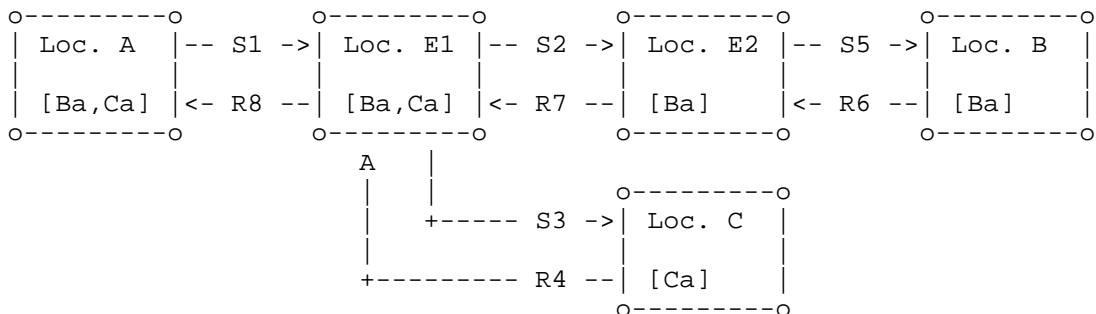 Loc. A -- S1 -> Loc. E1 -- S2 -> Loc. E2 -- S5 -> Loc. B
[Ba,Ca] <- R8 -- [Ba,Ca] <- R7 -- [Ba] <- R6 -- [Ba]
A
S3 -> Loc. C
R4 -- [Ca]